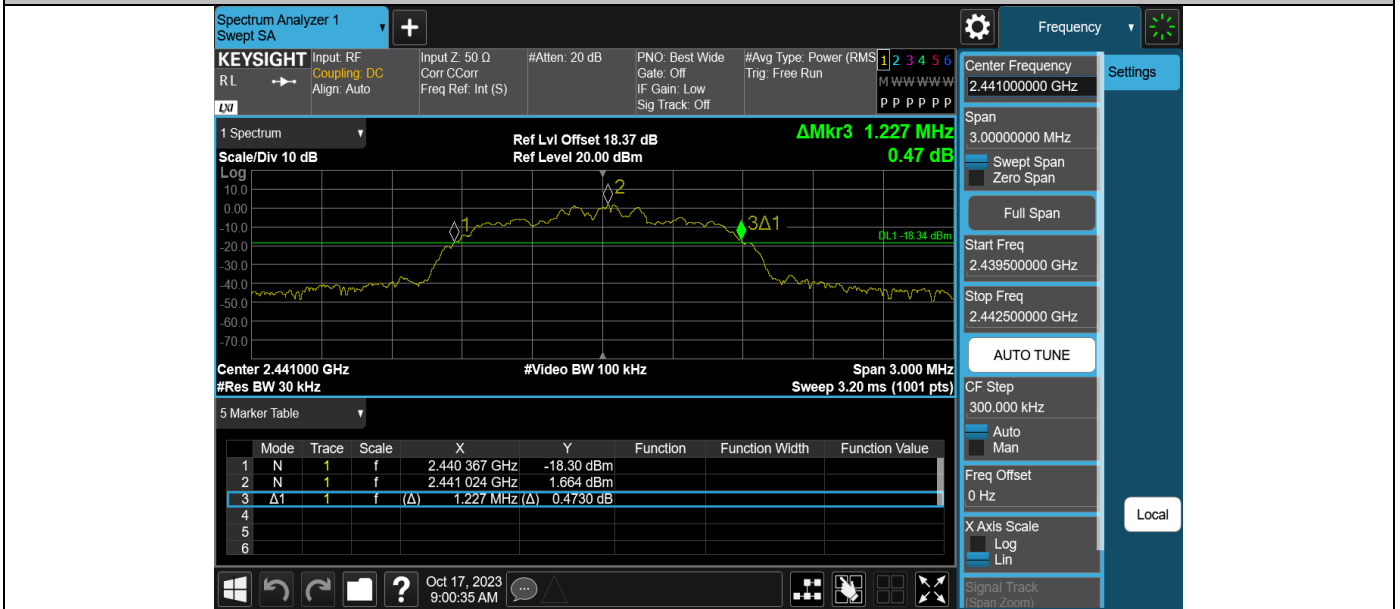 Spectrum Analyzer 1
Swept SA
+
Frequency
KEYSIGHT
RL
LXI
Input: RF
Coupling: DC
Align: Auto
Input Z: 50 Ω
Corr CCorr
Freq Ref: Int (S)
#Atten: 20 dB
PNO: Best Wide
Gate: Off
IF Gain: Low
Sig Track: Off
#Avg Type: Power (RMS
Trig: Free Run
1 2 3 4 5 6
M W W W W W
P P P P P P
1 Spectrum
Scale/Div 10 dB
Ref Lvl Offset 18.37 dB
Ref Level 20.00 dBm
ΔMkr3 1.227 MHz
0.47 dB
Log
10.0
0.00
-10.0
-20.0
-30.0
-40.0
-50.0
-60.0
-70.0
1
2
3Δ1
DL1 -18.34 dBm
Center 2.441000 GHz
#Video BW 100 kHz
Span 3.000 MHz
#Res BW 30 kHz
Sweep 3.20 ms (1001 pts)
5 Marker Table
Mode Trace Scale X Y Function Function Width Function Value
1 N 1 f 2.440 367 GHz -18.30 dBm
2 N 1 f 2.441 024 GHz 1.664 dBm
3 Δ1 1 f (Δ) 1.227 MHz (Δ) 0.4730 dB
4
5
6
Center Frequency
2.441000000 GHz
Span
3.00000000 MHz
Swept Span
Zero Span
Full Span
Start Freq
2.439500000 GHz
Stop Freq
2.442500000 GHz
AUTO TUNE
CF Step
300.000 kHz
Auto
Man
Freq Offset
0 Hz
X Axis Scale
Log
Lin
Signal Track
(Span Zoom)
Settings
Local
?
Oct 17, 2023
9:00:35 AM